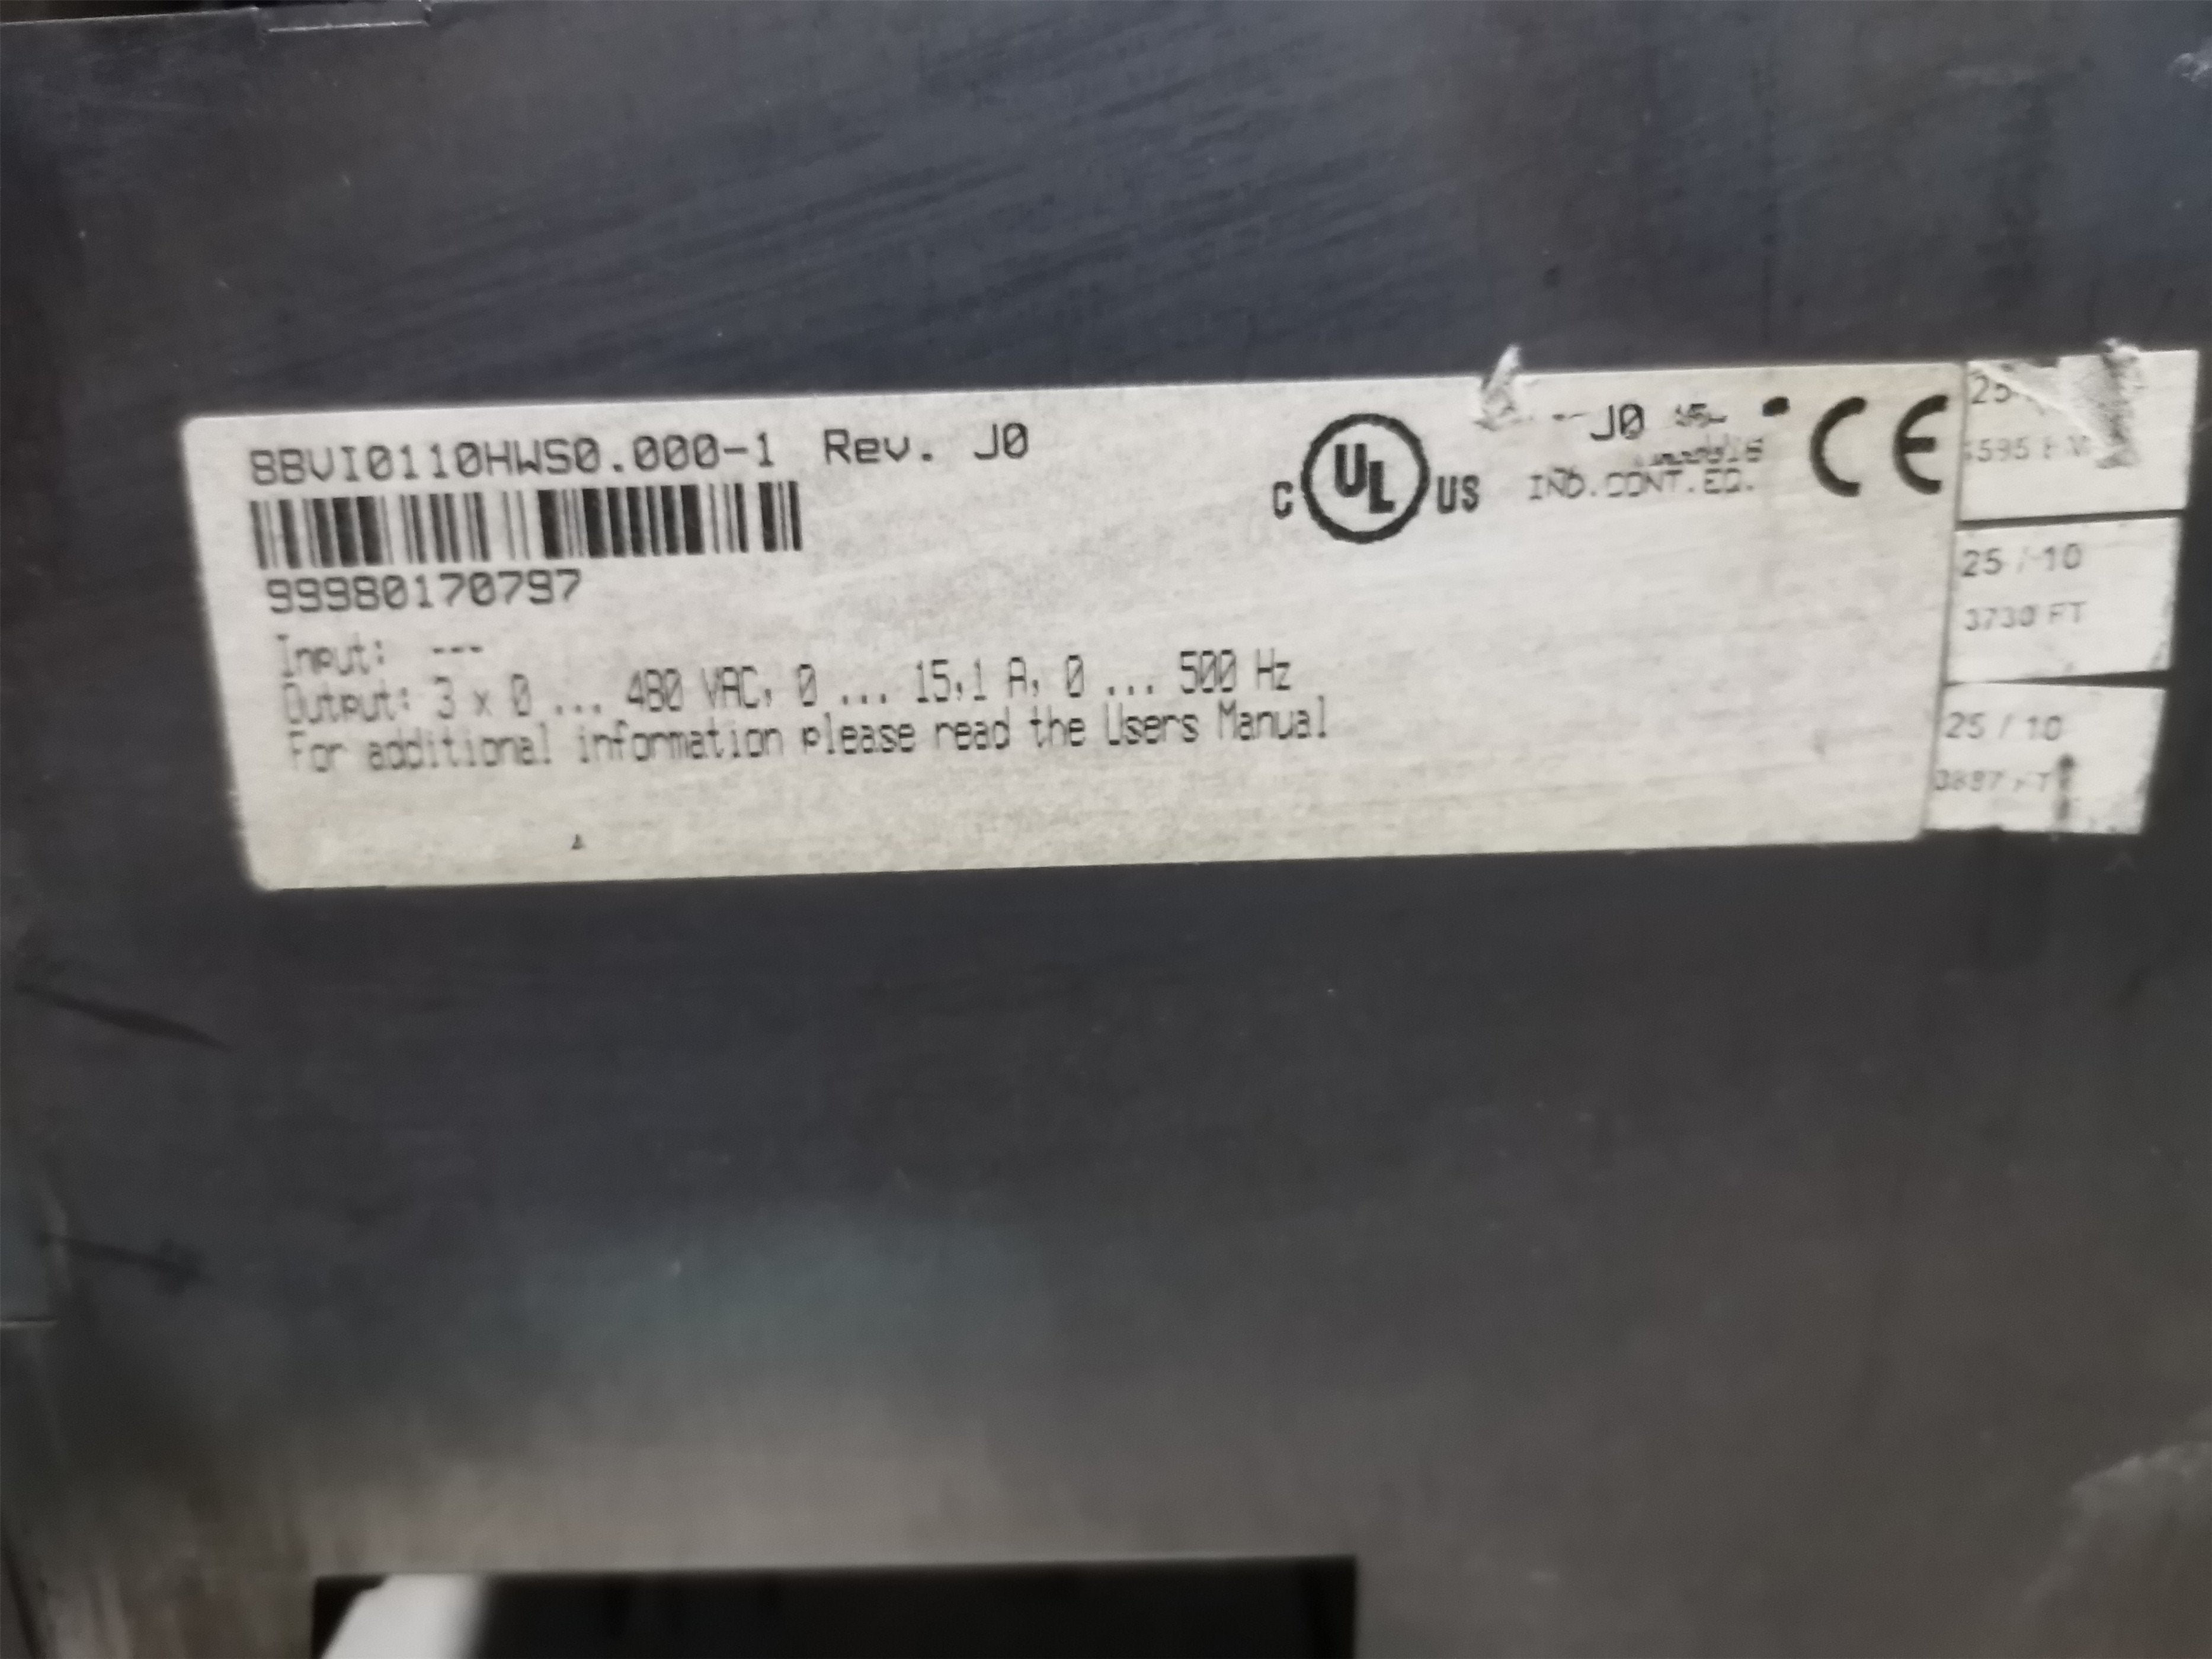 8BVI0110HWS0.000-1 Rev. J0
99980170797
Input: ---
Output: 3 x 0 ... 480 VAC, 0 ... 15,1 A, 0 ... 500 Hz
For additional information please read the Users Manual
C UL US
J0
IND.CONT.EQ.
CE
25
25 / 10
3730 FT
25 / 10